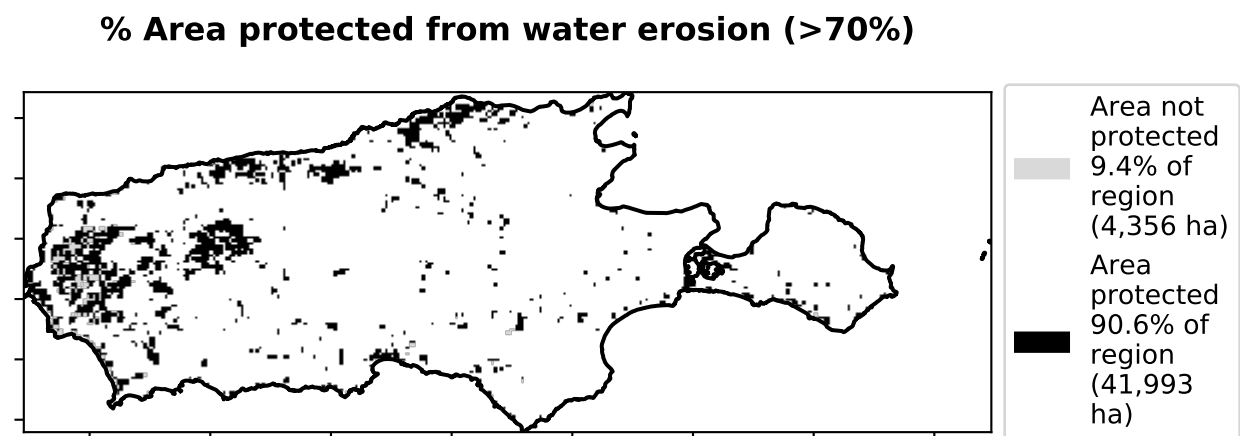 % Area protected from water erosion (>70%)
Area not
protected
9.4% of
region
(4,356 ha)
Area
protected
90.6% of
region
(41,993
ha)